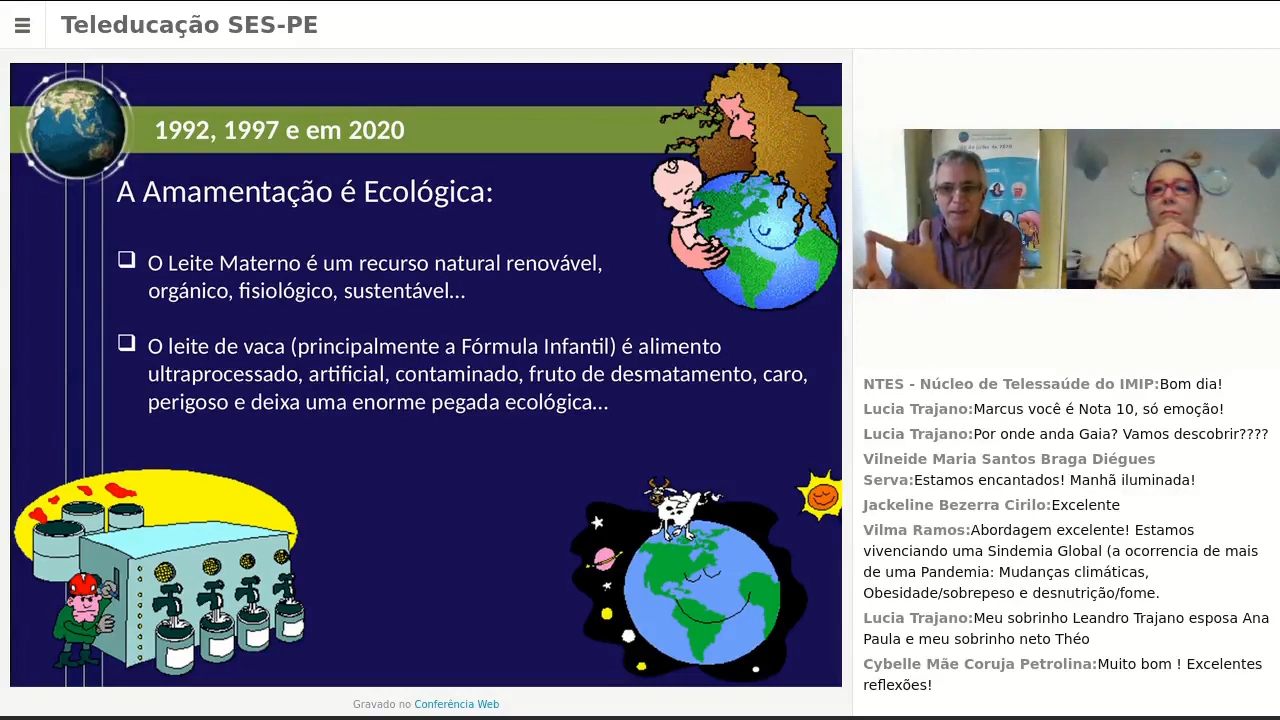 Teleducação SES-PE
1992, 1997 e em 2020
A Amamentação é Ecológica:
O Leite Materno é um recurso natural renovável,
orgánico, fisiológico, sustentável...
O leite de vaca (principalmente a Fórmula Infantil) é alimento
ultraprocessado, artificial, contaminado, fruto de desmatamento, caro,
perigoso e deixa uma enorme pegada ecológica...
Gravado no Conferência Web
NTES - Núcleo de Telessaúde do IMIP:Bom dia!
Lucia Trajano:Marcus você é Nota 10, só emoção!
Lucia Trajano:Por onde anda Gaia? Vamos descobrir????
Vilneide Maria Santos Braga Diégues
Serva:Estamos encantados! Manhã iluminada!
Jackeline Bezerra Cirilo:Excelente
Vilma Ramos:Abordagem excelente! Estamos
vivenciando uma Sindemia Global (a ocorrencia de mais
de uma Pandemia: Mudanças climáticas,
Obesidade/sobrepeso e desnutrição/fome.
Lucia Trajano:Meu sobrinho Leandro Trajano esposa Ana
Paula e meu sobrinho neto Théo
Cybelle Mãe Coruja Petrolina:Muito bom ! Excelentes
reflexões!